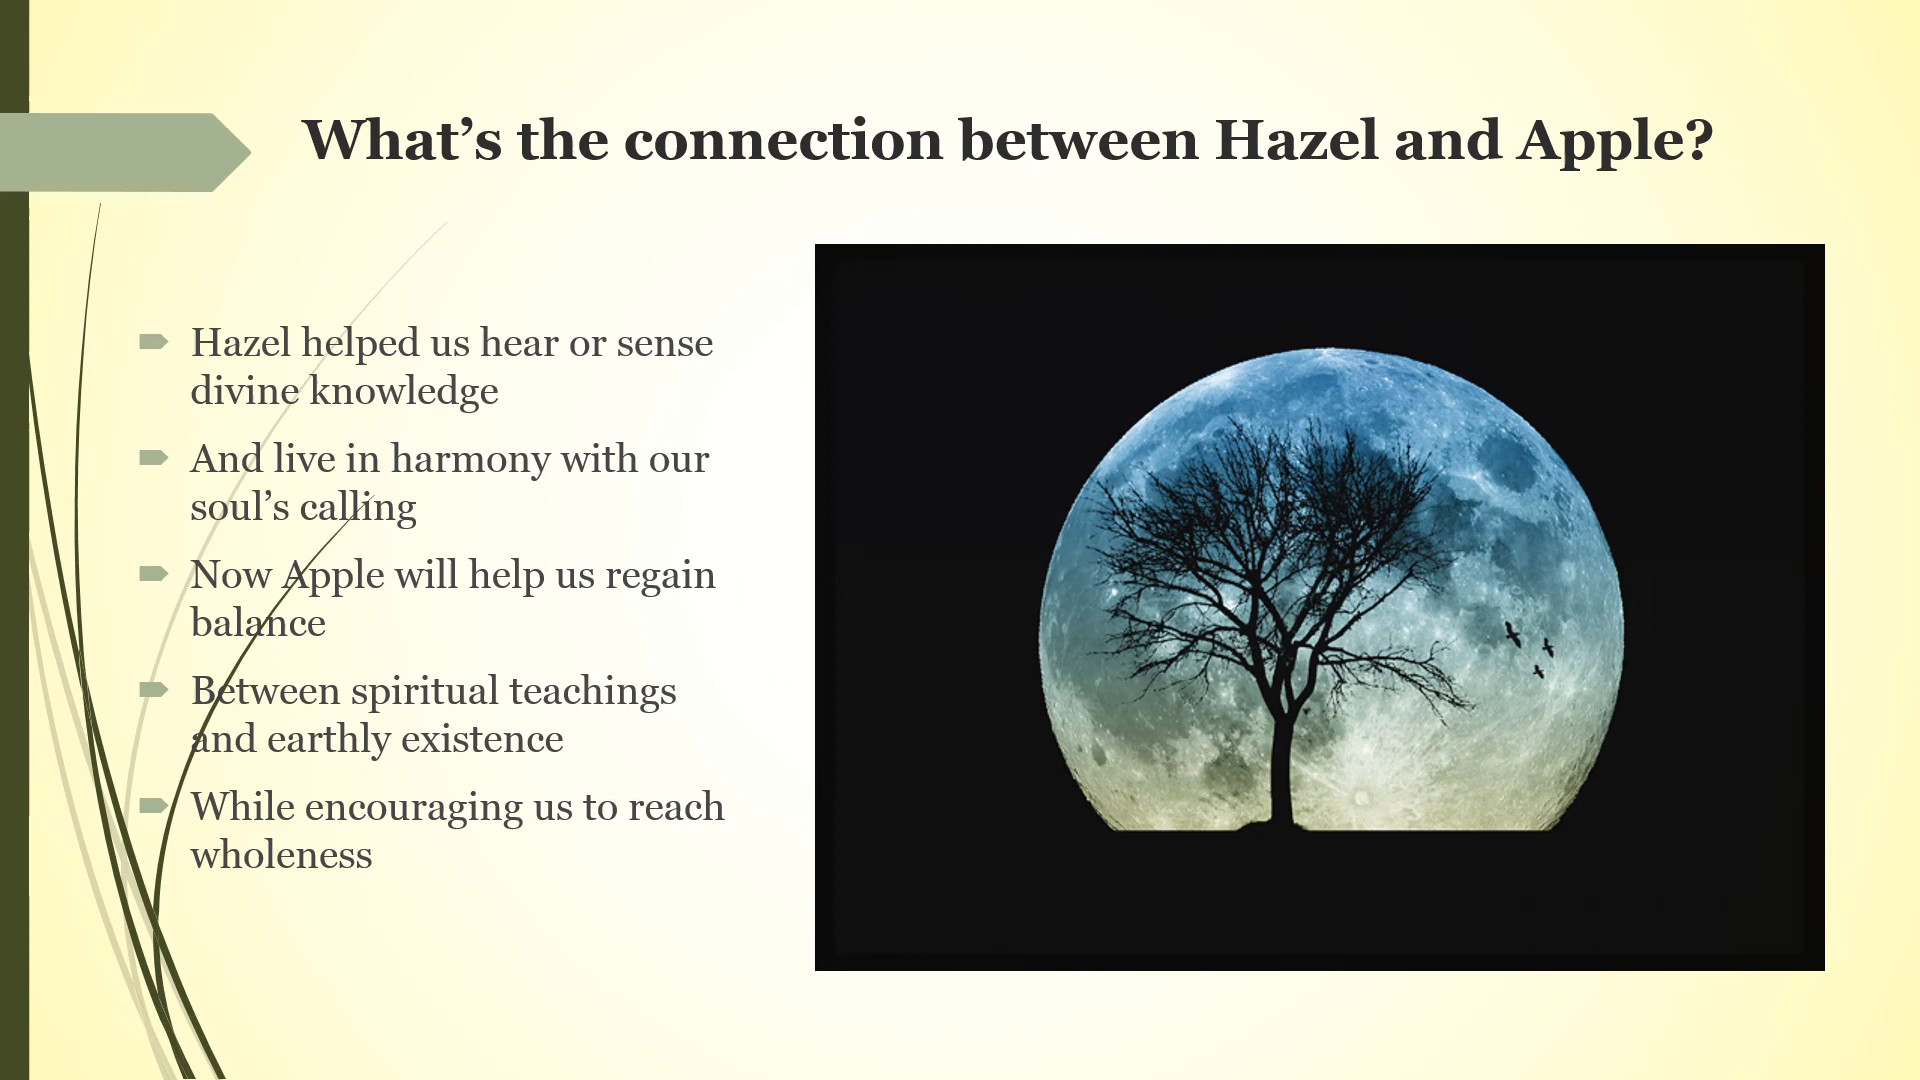 What’s the connection between Hazel and Apple?
Hazel helped us hear or sense
divine knowledge
And live in harmony with our
soul’s calling
Now Apple will help us regain
balance
Between spiritual teachings
and earthly existence
While encouraging us to reach
wholeness